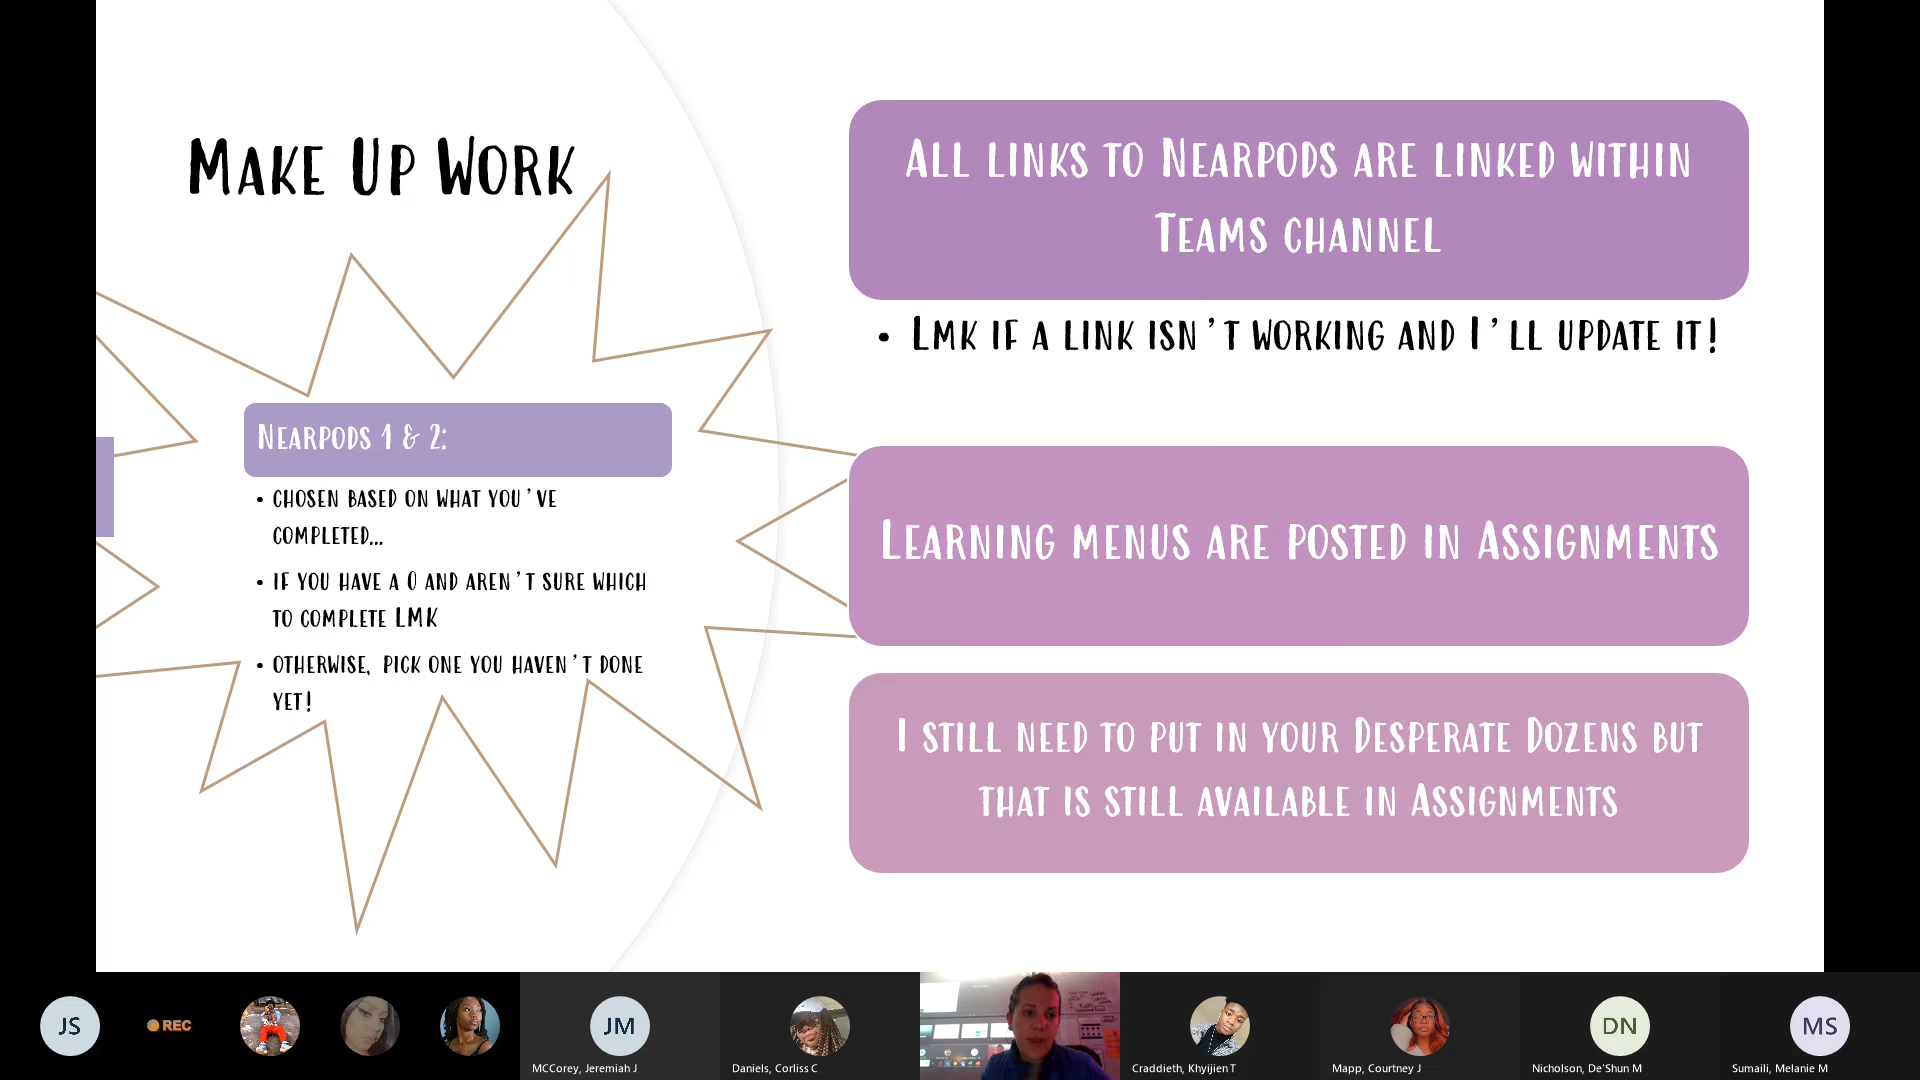 Make Up Work
Nearpods 1 & 2:
• chosen based on what you've
completed...
• if you have a 0 and aren't sure which
to complete LMK
• otherwise, pick one you haven't done
yet!
All links to Nearpods are linked within
Teams channel
• Lmk if a link isn't working and I'll update it!
Learning menus are posted in Assignments
I still need to put in your Desperate Dozens but
that is still available in Assignments
JS
REC
JM
MCCorey, Jeremiah J
Daniels, Corliss C
Craddieth, Khyijien T
Mapp, Courtney J
DN
Nicholson, De'Shun M
MS
Sumaili, Melanie M